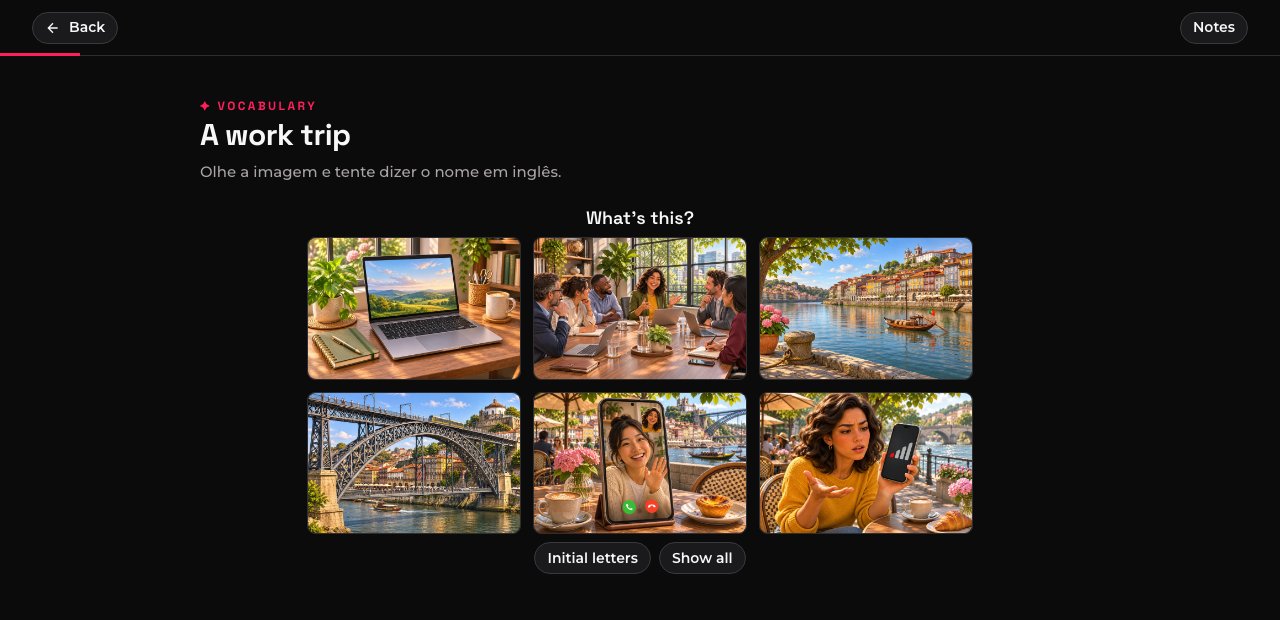 Back
Notes
VOCABULARY
A work trip
Olhe a imagem e tente dizer o nome em inglês.
What's this?
Initial letters
Show all